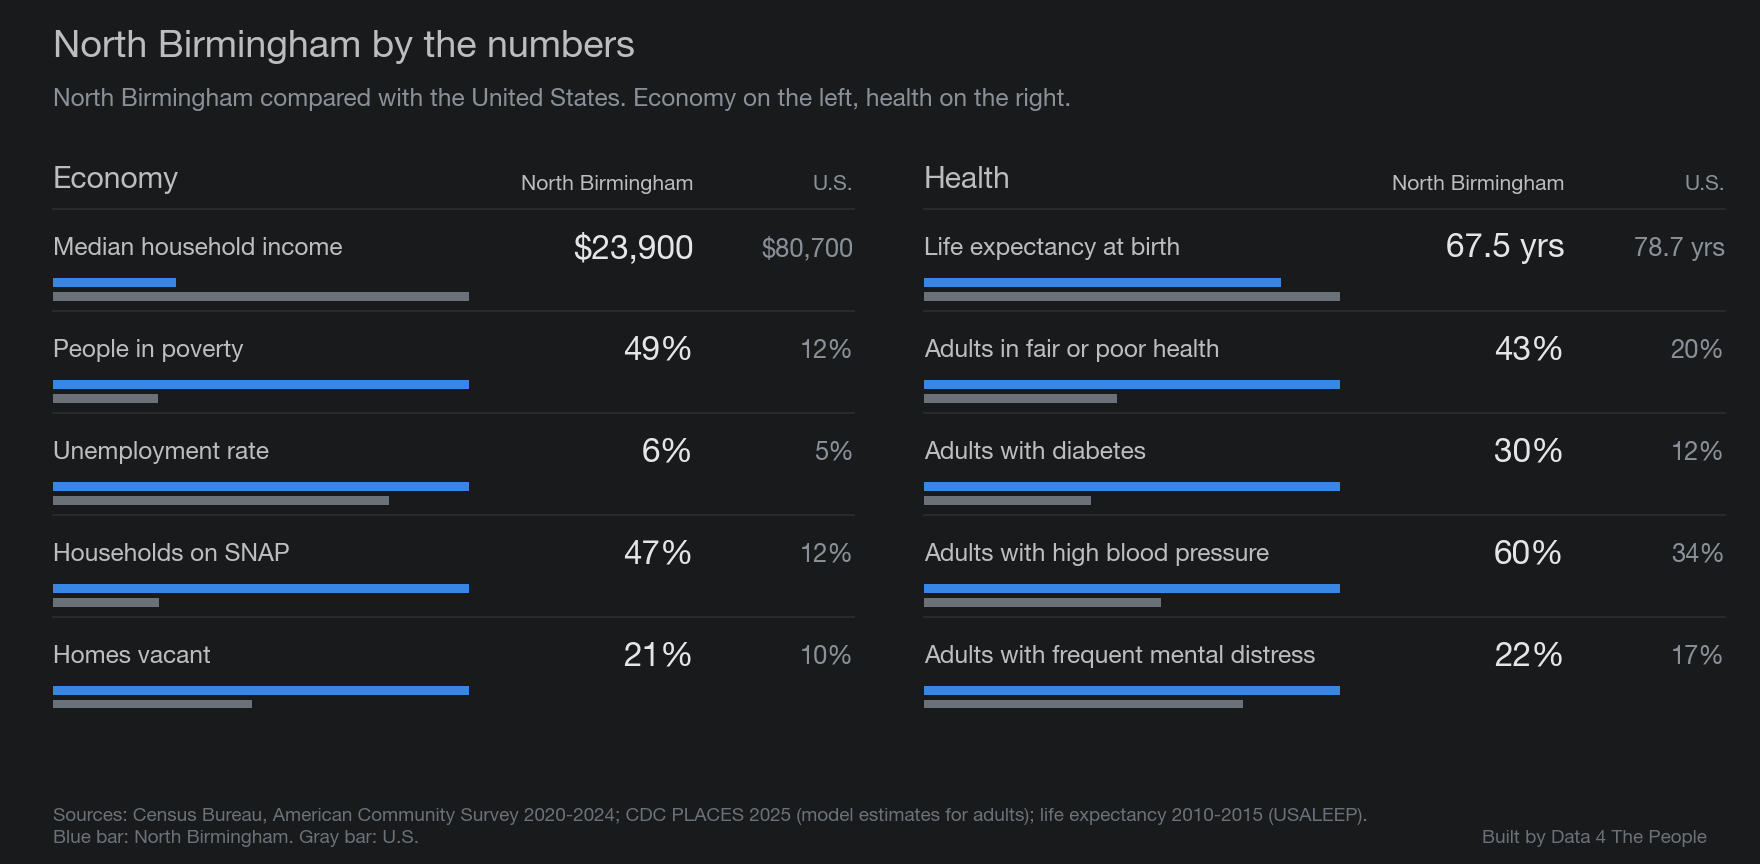 North Birmingham by the numbers
North Birmingham compared with the United States. Economy on the left, health on the right.
Economy North Birmingham U.S.
Median household income $23,900 $80,700
People in poverty 49% 12%
Unemployment rate 6% 5%
Households on SNAP 47% 12%
Homes vacant 21% 10%
Health North Birmingham U.S.
Life expectancy at birth 67.5 yrs 78.7 yrs
Adults in fair or poor health 43% 20%
Adults with diabetes 30% 12%
Adults with high blood pressure 60% 34%
Adults with frequent mental distress 22% 17%
Sources: Census Bureau, American Community Survey 2020-2024; CDC PLACES 2025 (model estimates for adults); life expectancy 2010-2015 (USALEEP).
Blue bar: North Birmingham. Gray bar: U.S.
Built by Data 4 The People